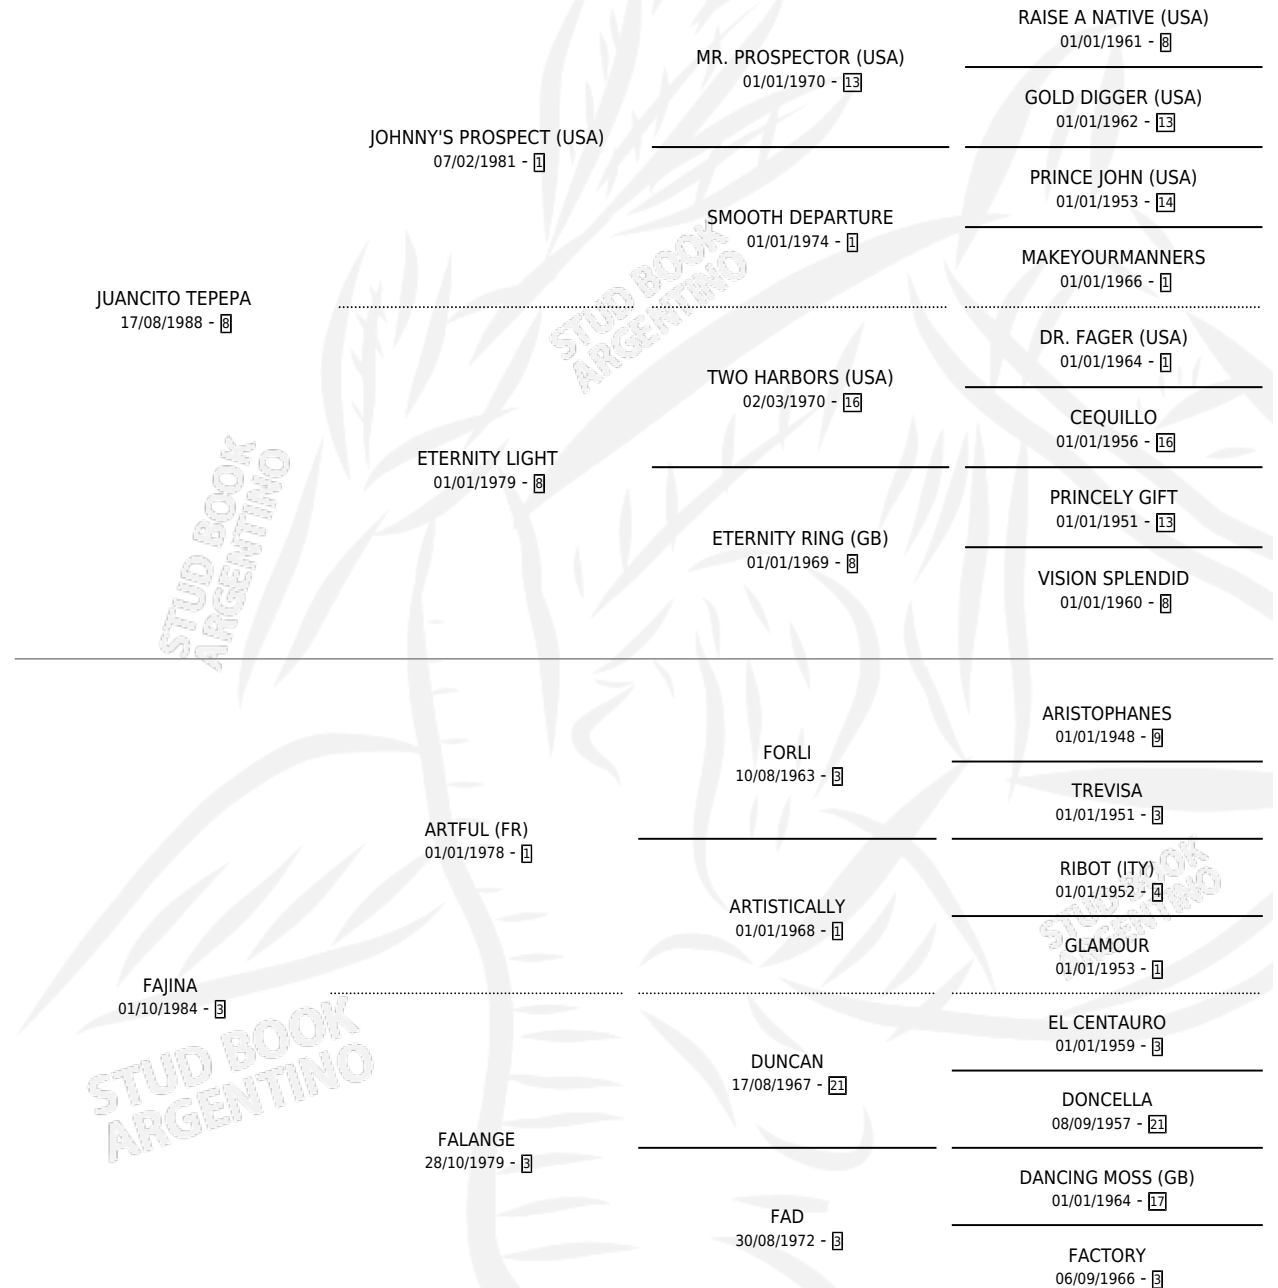 RAISE A NATIVE (USA)
01/01/1961 - 8
MR. PROSPECTOR (USA)
01/01/1970 - 13
GOLD DIGGER (USA)
01/01/1962 - 13
JOHNNY'S PROSPECT (USA)
07/02/1981 - 1
PRINCE JOHN (USA)
01/01/1953 - 14
SMOOTH DEPARTURE
01/01/1974 - 1
MAKEYOURMANNERS
01/01/1966 - 1
JUANCITO TEPEPA
17/08/1988 - 8
DR. FAGER (USA)
01/01/1964 - 1
TWO HARBORS (USA)
02/03/1970 - 16
CEQUILLO
01/01/1956 - 16
ETERNITY LIGHT
01/01/1979 - 8
PRINCELY GIFT
01/01/1951 - 13
ETERNITY RING (GB)
01/01/1969 - 8
VISION SPLENDID
01/01/1960 - 8
STUD BOOK
ARGENTINO
STUD BOOK
ARGENTINO
ARISTOPHANES
01/01/1948 - 9
FORLI
10/08/1963 - 3
TREVISA
01/01/1951 - 3
ARTFUL (FR)
01/01/1978 - 1
RIBOT (ITY)
01/01/1952 - 4
ARTISTICALLY
01/01/1968 - 1
GLAMOUR
01/01/1953 - 1
STUD BOOK
ARGENTINO
FAJINA
01/10/1984 - 3
EL CENTAURO
01/01/1959 - 3
DUNCAN
17/08/1967 - 21
DONCELLA
08/09/1957 - 21
STUD BOOK
ARGENTINO
FALANGE
28/10/1979 - 3
DANCING MOSS (GB)
01/01/1964 - 17
FAD
30/08/1972 - 3
FACTORY
06/09/1966 - 3